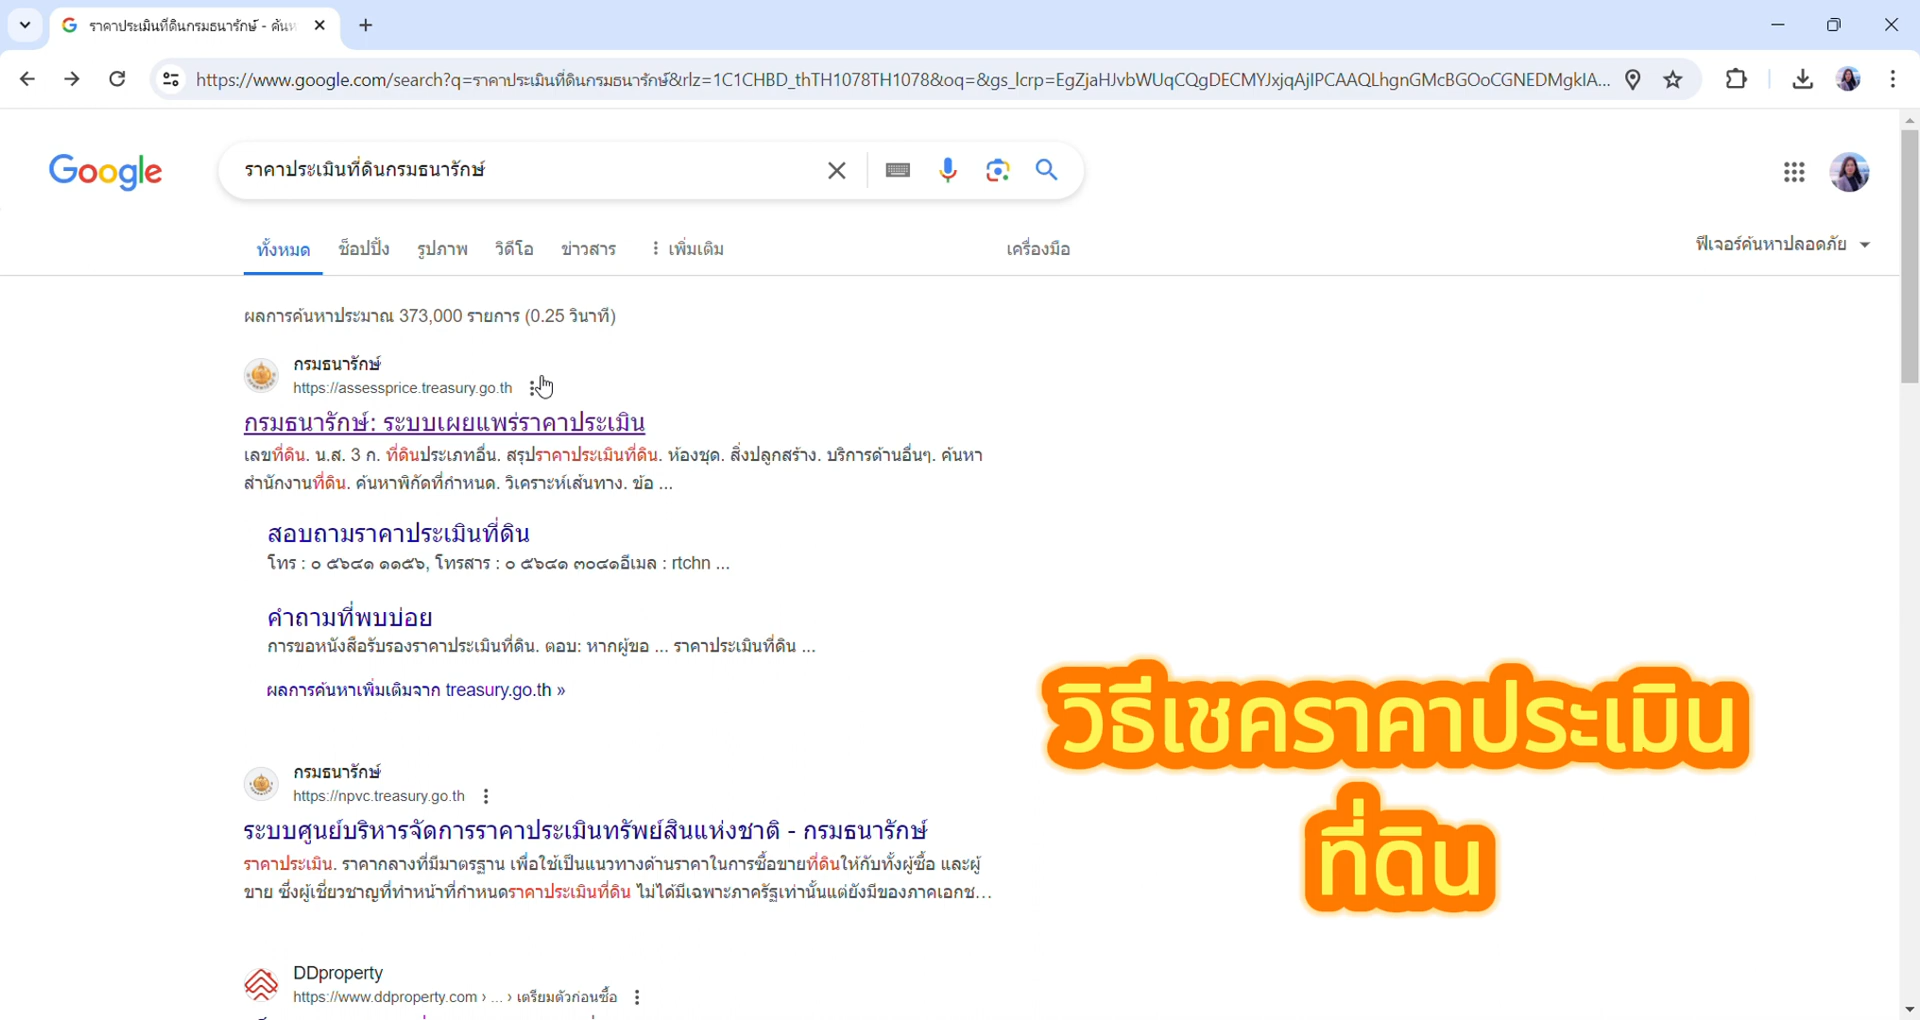 ราคาประเมินที่ดินกรมธนารักษ์ - ค้นห
https://www.google.com/search?q=ราคาประเมินที่ดินกรมธนารักษ์&rlz=1C1CHBD_thTH1078TH1078&oq=&gs_lcrp=EgZjaHJvbWUqCQgDECMYJxjqAjIPCAAQLhgnGMcBGOoCGNEDMgkIA...
Google
ราคาประเมินที่ดินกรมธนารักษ์
ทั้งหมด ช็อปปิ้ง รูปภาพ วิดีโอ ข่าวสาร เพิ่มเติม เครื่องมือ ฟีเจอร์ค้นหาปลอดภัย
ผลการค้นหาประมาณ 373,000 รายการ (0.25 วินาที)
กรมธนารักษ์
https://assessprice.treasury.go.th
กรมธนารักษ์: ระบบเผยแพร่ราคาประเมิน
เลขที่ดิน. น.ส. 3 ก. ที่ดินประเภทอื่น. สรุปราคาประเมินที่ดิน. ห้องชุด. สิ่งปลูกสร้าง. บริการด้านอื่นๆ. ค้นหา
สำนักงานที่ดิน. ค้นหาพิกัดที่กำหนด. วิเคราะห์เส้นทาง. ข้อ ...
สอบถามราคาประเมินที่ดิน
โทร : ๐ ๕๖๔๑ ๑๑๕๖, โทรสาร : ๐ ๕๖๔๑ ๓๐๔๑อีเมล : rtchn ...
คำถามที่พบบ่อย
การขอหนังสือรับรองราคาประเมินที่ดิน. ตอบ: หากผู้ขอ ... ราคาประเมินที่ดิน ...
ผลการค้นหาเพิ่มเติมจาก treasury.go.th »
วิธีเชคราคาประเมิน
ที่ดิน
กรมธนารักษ์
https://npvc.treasury.go.th
ระบบศูนย์บริหารจัดการราคาประเมินทรัพย์สินแห่งชาติ - กรมธนารักษ์
ราคาประเมิน. ราคากลางที่มีมาตรฐาน เพื่อใช้เป็นแนวทางด้านราคาในการซื้อขายที่ดินให้กับทั้งผู้ซื้อ และผู้
ขาย ซึ่งผู้เชี่ยวชาญที่ทำหน้าที่กำหนดราคาประเมินที่ดิน ไม่ได้มีเฉพาะภาครัฐเท่านั้นแต่ยังมีของภาคเอกช...
DDproperty
https://www.ddproperty.com › ... › เตรียมตัวก่อนซื้อ